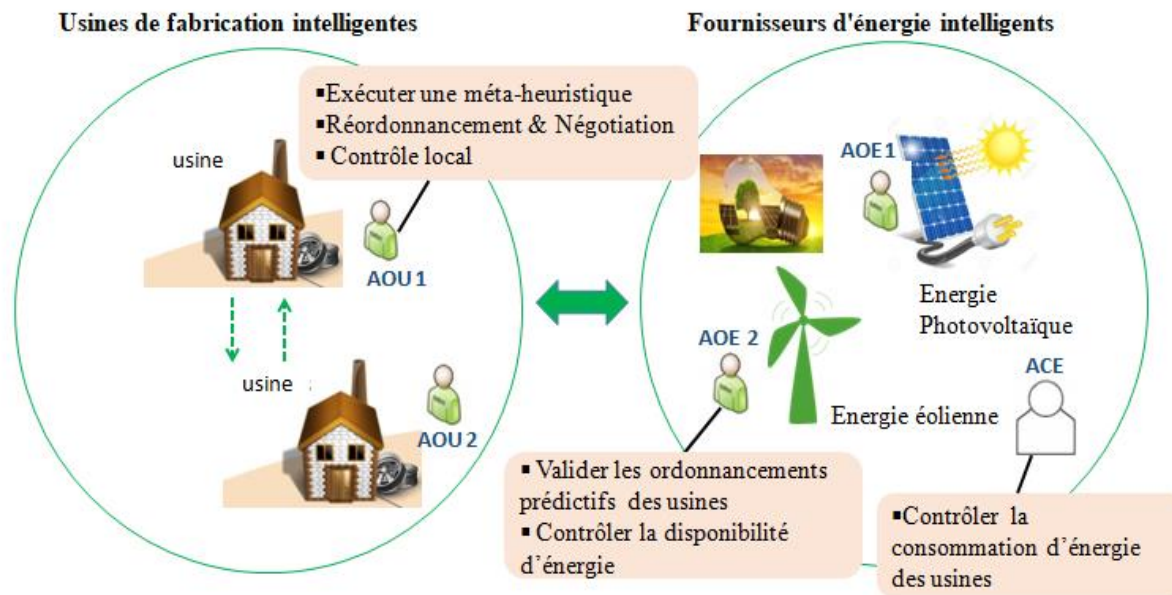 Usines de fabrication intelligentes
Fournisseurs d'énergie intelligents
▪Exécuter une méta-heuristique
▪Réordonnancement & Négotiation
▪ Contrôle local
usine
AOU 1
usine
AOU 2
AOE 1
Energie
Photovoltaïque
AOE 2
Energie éolienne
ACE
▪ Valider les ordonnancements
prédictifs des usines
▪ Contrôler la disponibilité
d'énergie
▪Contrôler la
consommation d'énergie
des usines